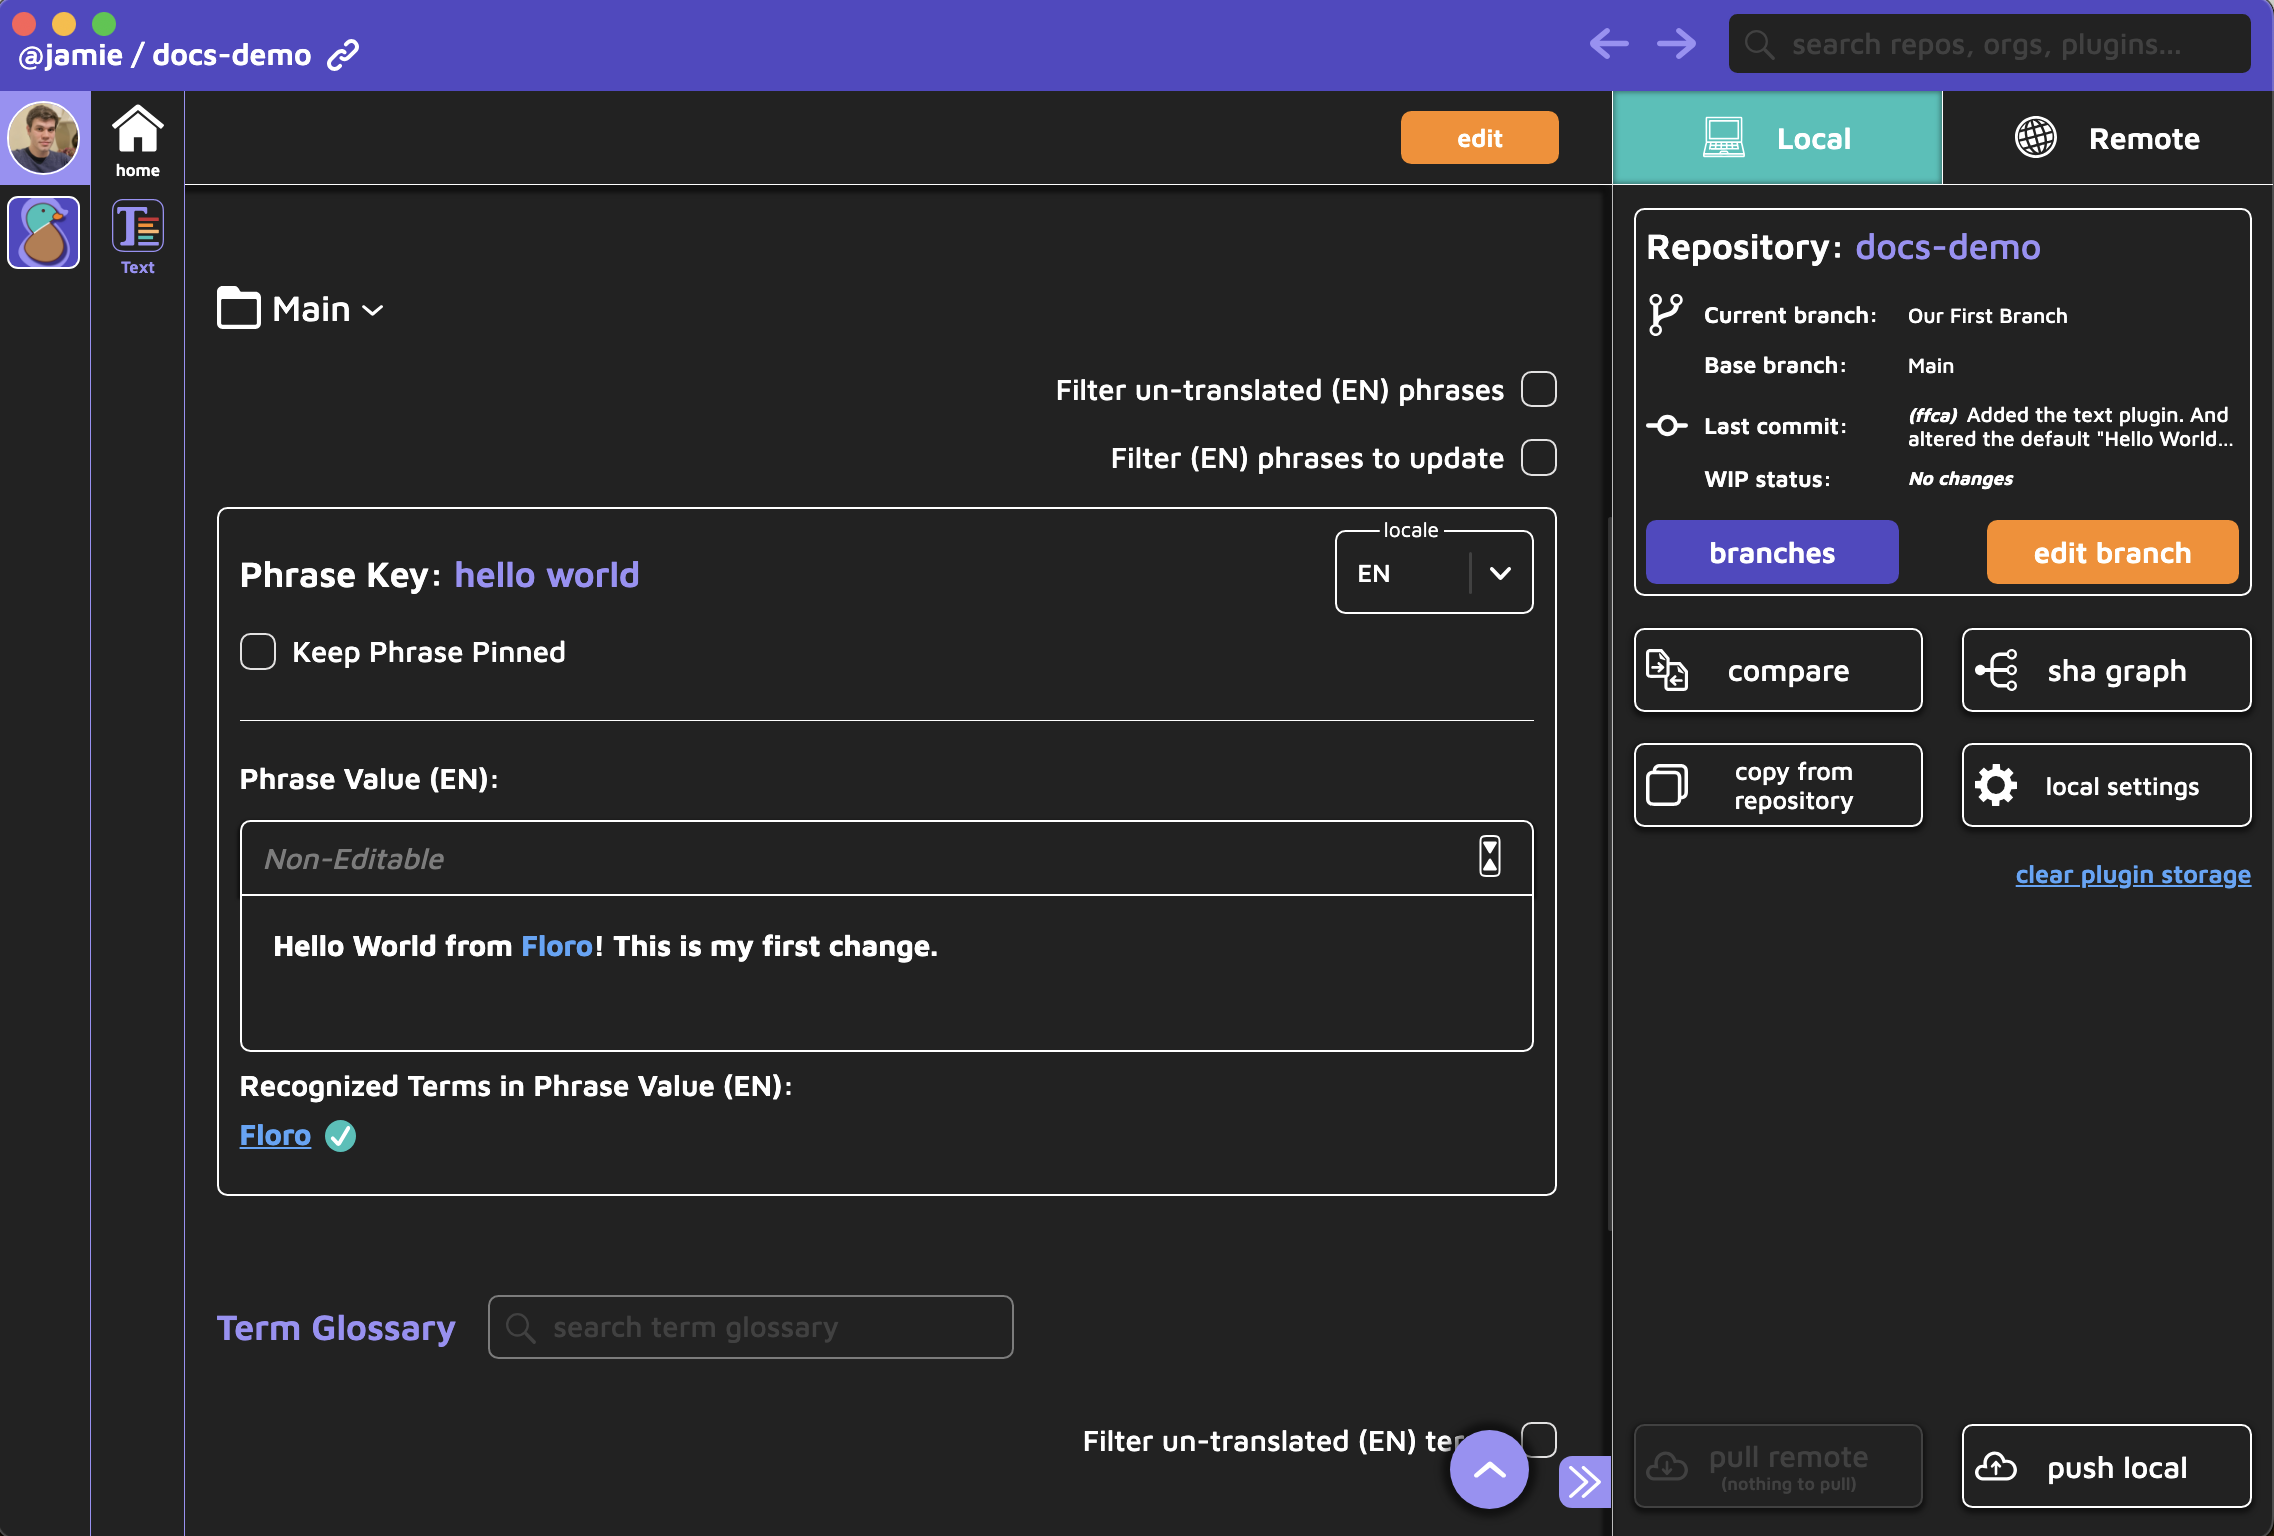 @jamie / docs-demo
search repos, orgs, plugins...
home
Text
edit
Local
Remote
Main
Filter un-translated (EN) phrases
Filter (EN) phrases to update
Phrase Key: hello world
locale
EN
Keep Phrase Pinned
Phrase Value (EN):
Non-Editable
Hello World from Floro! This is my first change.
Recognized Terms in Phrase Value (EN):
Floro
Term Glossary
search term glossary
Filter un-translated (EN)
Repository: docs-demo
Current branch: Our First Branch
Base branch: Main
Last commit: (ffca) Added the text plugin. And
altered the default "Hello World...
WIP status: No changes
branches
edit branch
compare
sha graph
copy from
repository
local settings
clear plugin storage
pull remote
(nothing to pull)
push local